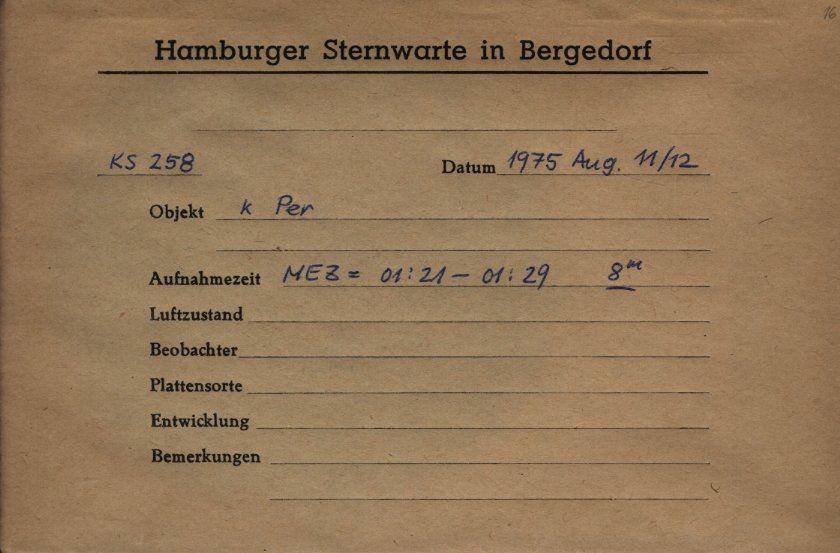 16
Hamburger Sternwarte in Bergedorf
KS 258 Datum 1975 Aug. 11/12
Objekt κ Per
Aufnahmezeit MEZ = 01:21 – 01:29 8ᵐ
Luftzustand
Beobachter
Plattensorte
Entwicklung
Bemerkungen